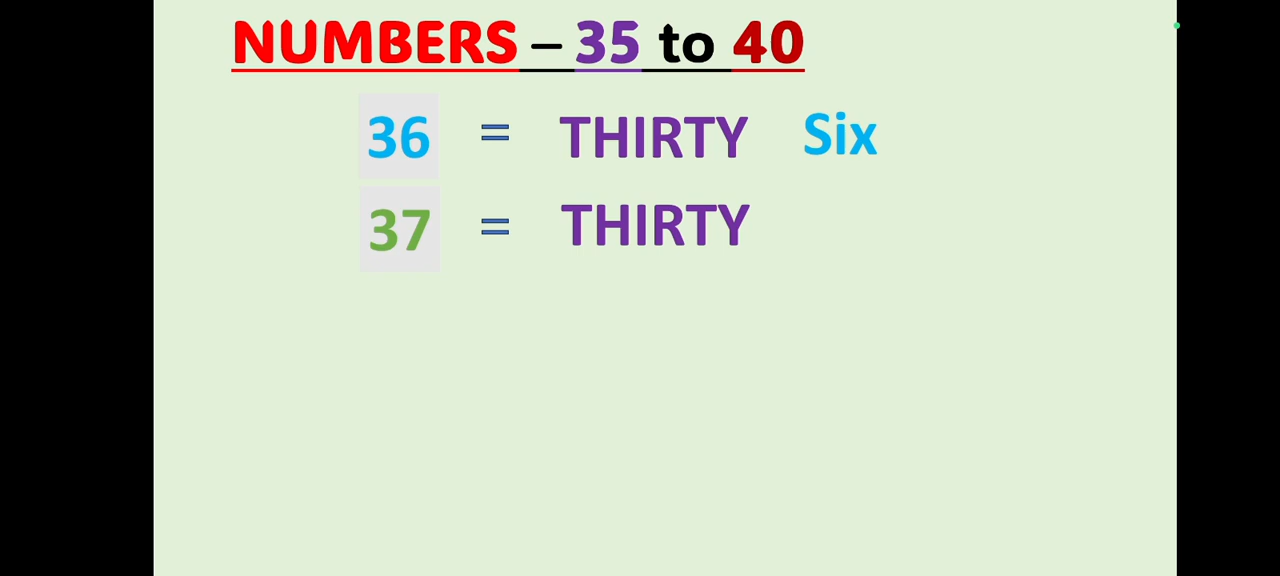 NUMBERS – 35 to 40
36 = THIRTY Six
37 = THIRTY